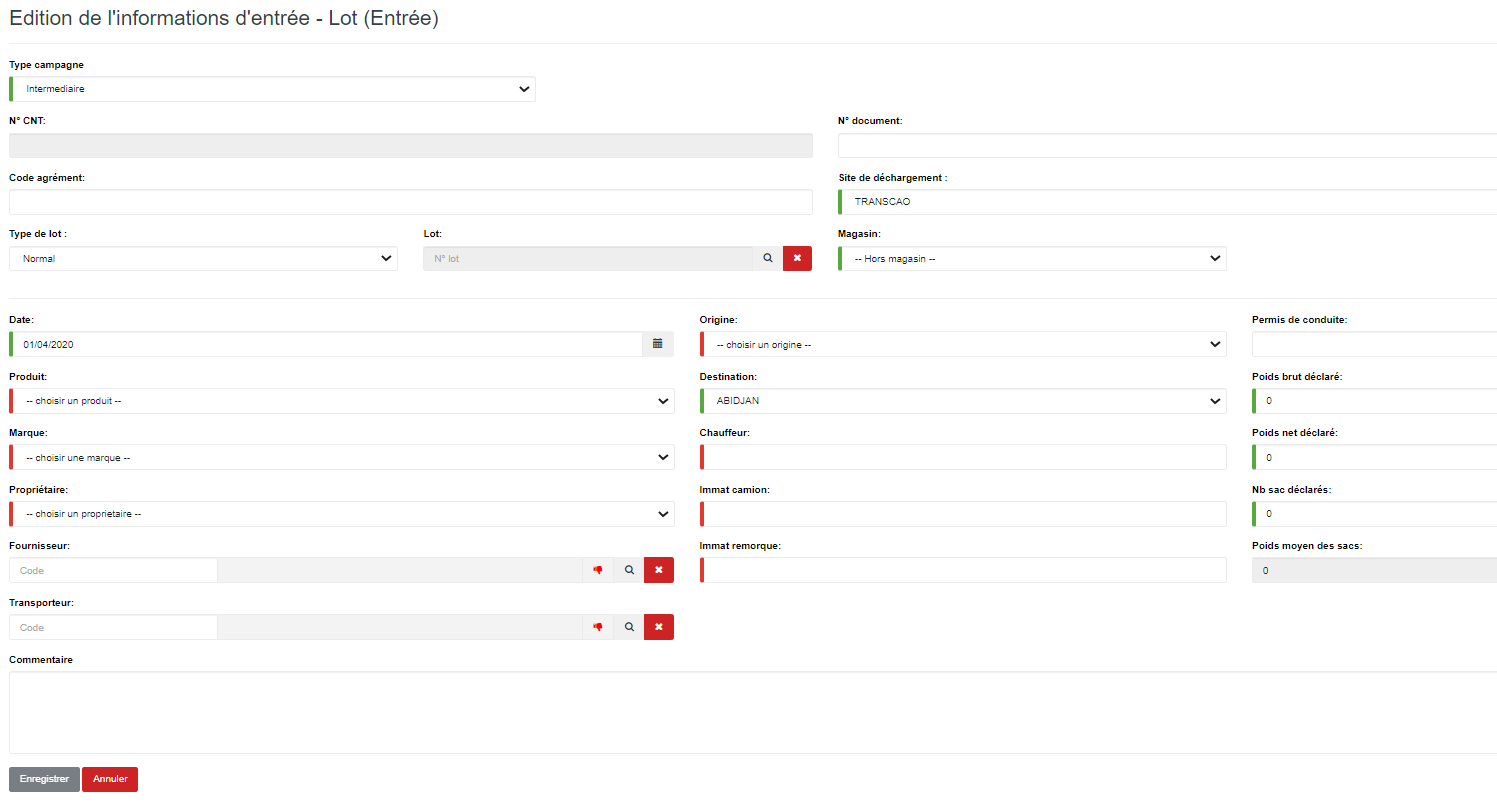 Edition de l'informations d'entrée - Lot (Entrée)
Type campagne
Intermediaire
N° CNT:
N° document:
Code agrément:
Site de déchargement :
TRANSCAO
Type de lot :
Lot:
Magasin:
Normal
N° lot
-- Hors magasin --
Date:
Origine:
Permis de conduite:
01/04/2020
-- choisir un origine --
Produit:
Destination:
Poids brut déclaré:
-- choisir un produit --
ABIDJAN
0
Marque:
Chauffeur:
Poids net déclaré:
-- choisir une marque --
0
Propriétaire:
Immat camion:
Nb sac déclarés:
-- choisir un proprietaire --
0
Fournisseur:
Immat remorque:
Poids moyen des sacs:
Code
0
Transporteur:
Code
Commentaire
Enregistrer
Annuler